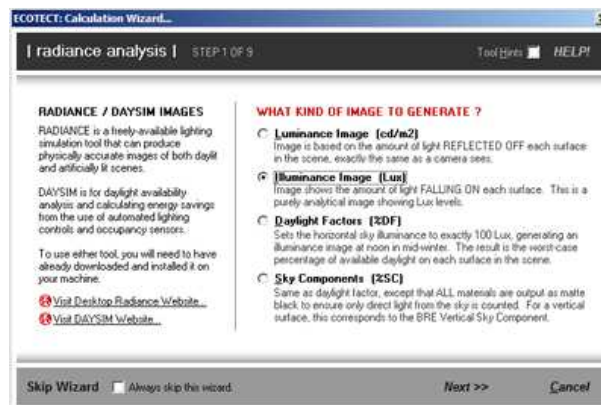 ECOTECT: Calculation Wizard...
| radiance analysis | STEP 1 OF 9 Tool Hints HELP!
RADIANCE / DAYSIM IMAGES
RADIANCE is a freely-available lighting
simulation tool that can produce
physically accurate images of both daylit
and artificially lit scenes.
DAYSIM is for daylight availability
analysis and calculating energy savings
from the use of automated lighting
controls and occupancy sensors.
To use either tool, you will need to have
already downloaded and installed it on
your machine.
Visit Desktop Radiance Website...
Visit DAYSIM Website...
WHAT KIND OF IMAGE TO GENERATE ?
Luminance Image (cd/m2)
Image is based on the amount of light REFLECTED OFF each surface
in the scene, exactly the same as a camera sees.
Illuminance Image (Lux)
Image shows the amount of light FALLING ON each surface. This is a
purely analytical image showing Lux levels.
Daylight Factors (%DF)
Sets the horizontal sky illuminance to exactly 100 Lux, generating an
illuminance image at noon in mid-winter. The result is the worst-case
percentage of available daylight on each surface in the scene.
Sky Components (%SC)
Same as daylight factor, except that ALL materials are output as matte
black to ensure only direct light from the sky is counted. For a vertical
surface, this corresponds to the BRE Vertical Sky Component.
Skip Wizard Always skip this wizard. Next >> Cancel